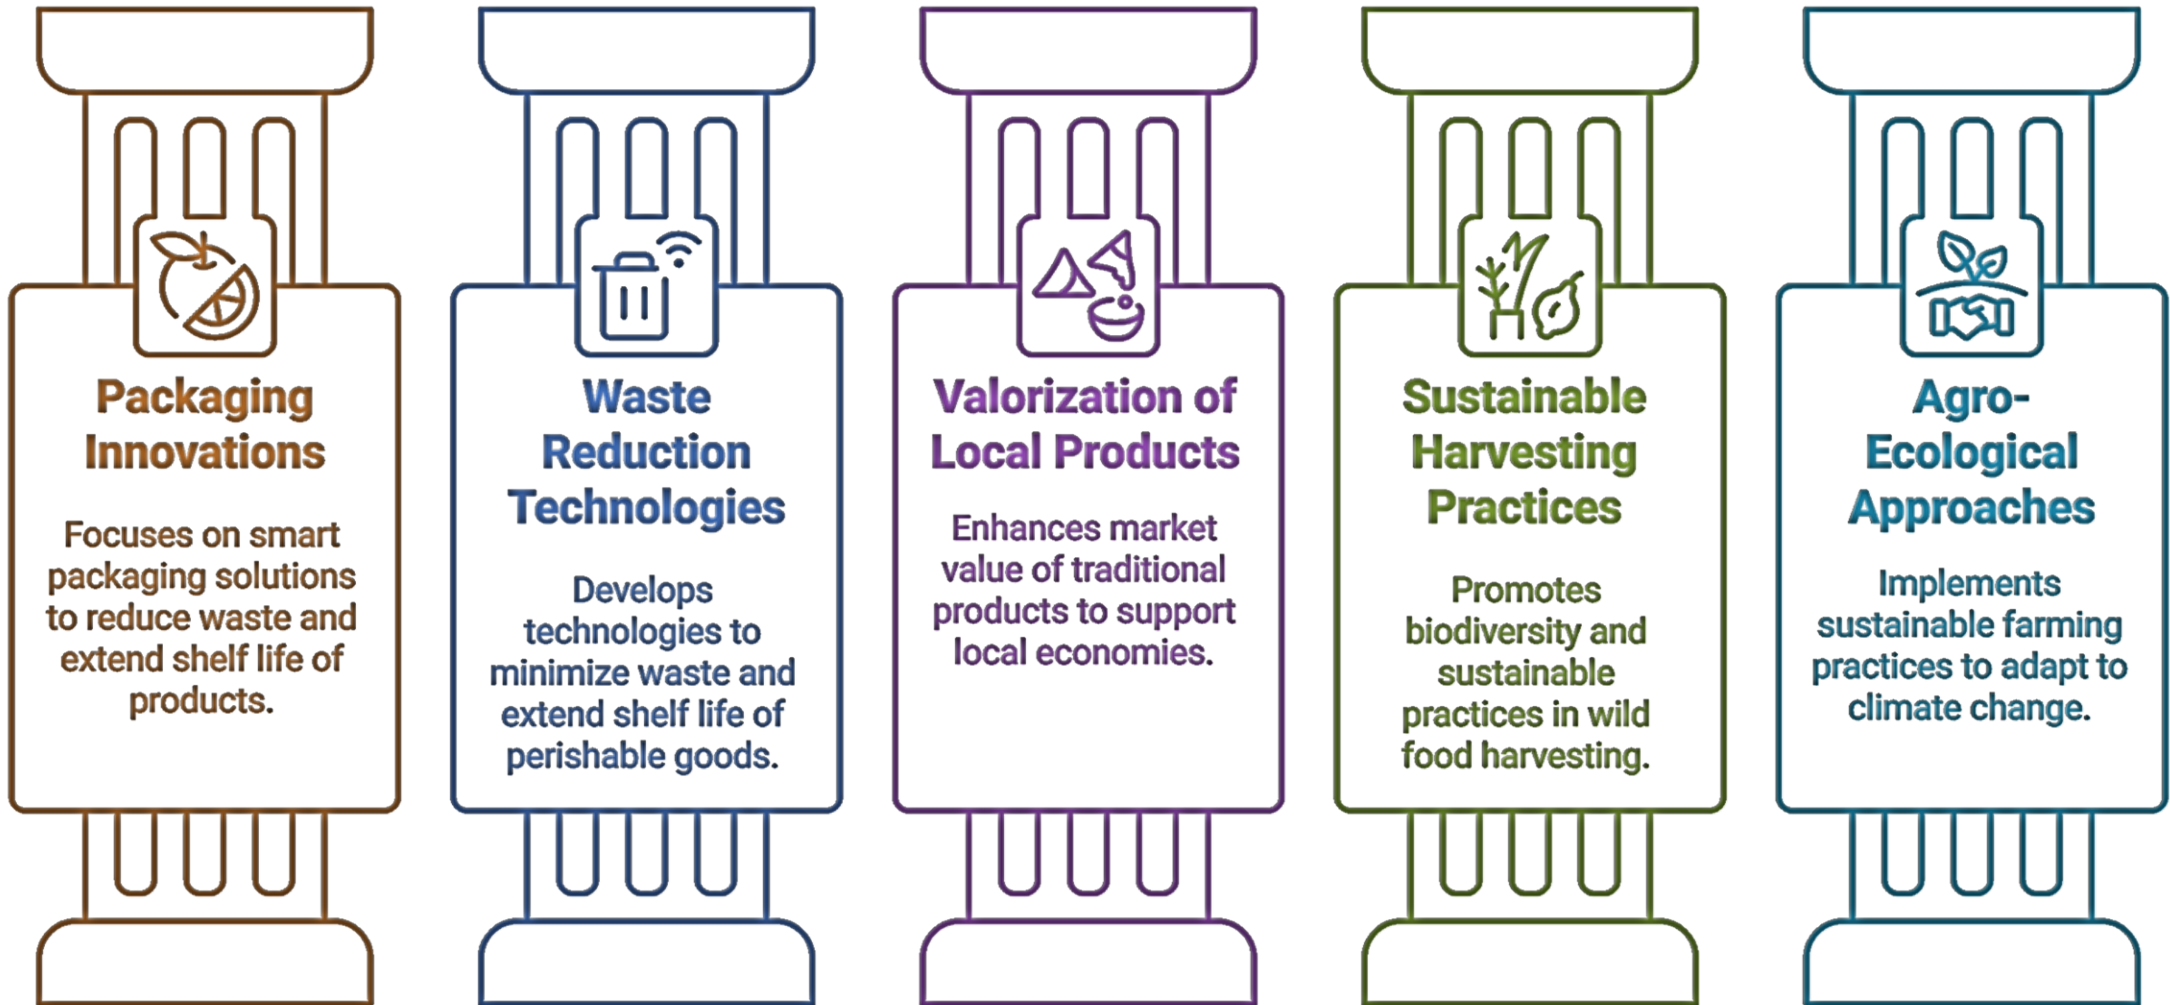 Packaging
Innovations
Focuses on smart
packaging solutions
to reduce waste and
extend shelf life of
products.
Waste
Reduction
Technologies
Develops
technologies to
minimize waste and
extend shelf life of
perishable goods.
Valorization of
Local Products
Enhances market
value of traditional
products to support
local economies.
Sustainable
Harvesting
Practices
Promotes
biodiversity and
sustainable
practices in wild
food harvesting.
Agro-
Ecological
Approaches
Implements
sustainable farming
practices to adapt to
climate change.